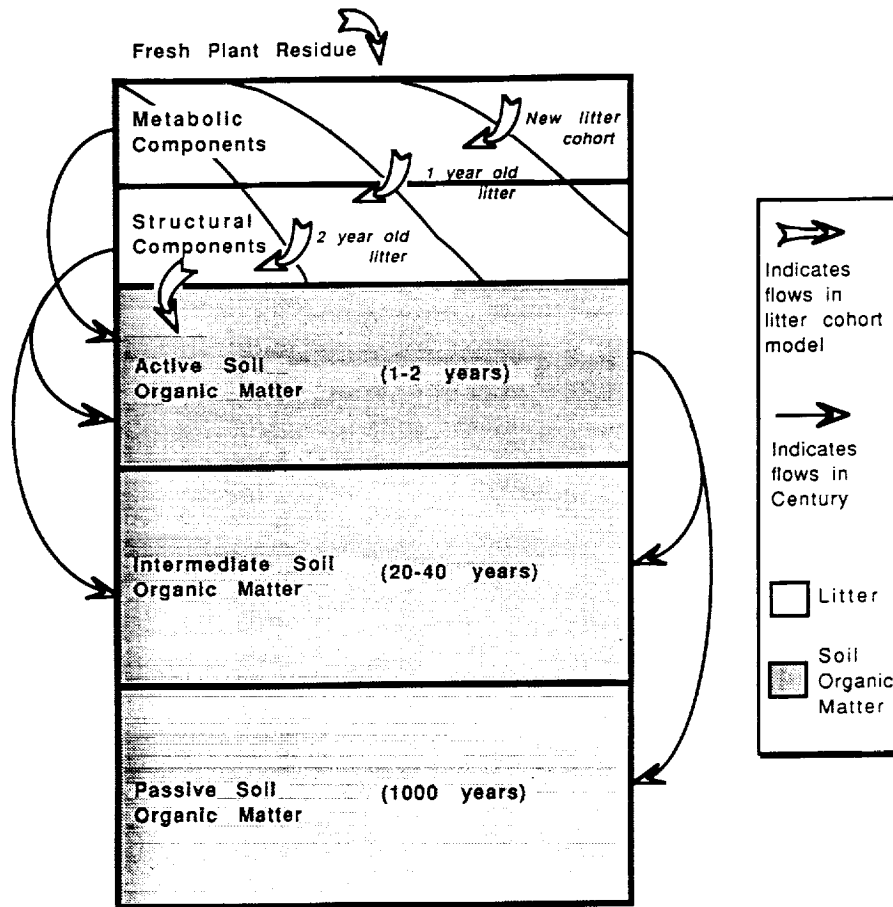 Fresh Plant Residue
Metabolic
Components
New litter
cohort
1 year old
litter
Structural
Components
2 year old
litter
Active Soil
Organic Matter
(1-2 years)
Intermediate Soil
Organic Matter
(20-40 years)
Passive Soil
Organic Matter
(1000 years)
Indicates
flows in
litter cohort
model
Indicates
flows in
Century
Litter
Soil
Organic
Matter